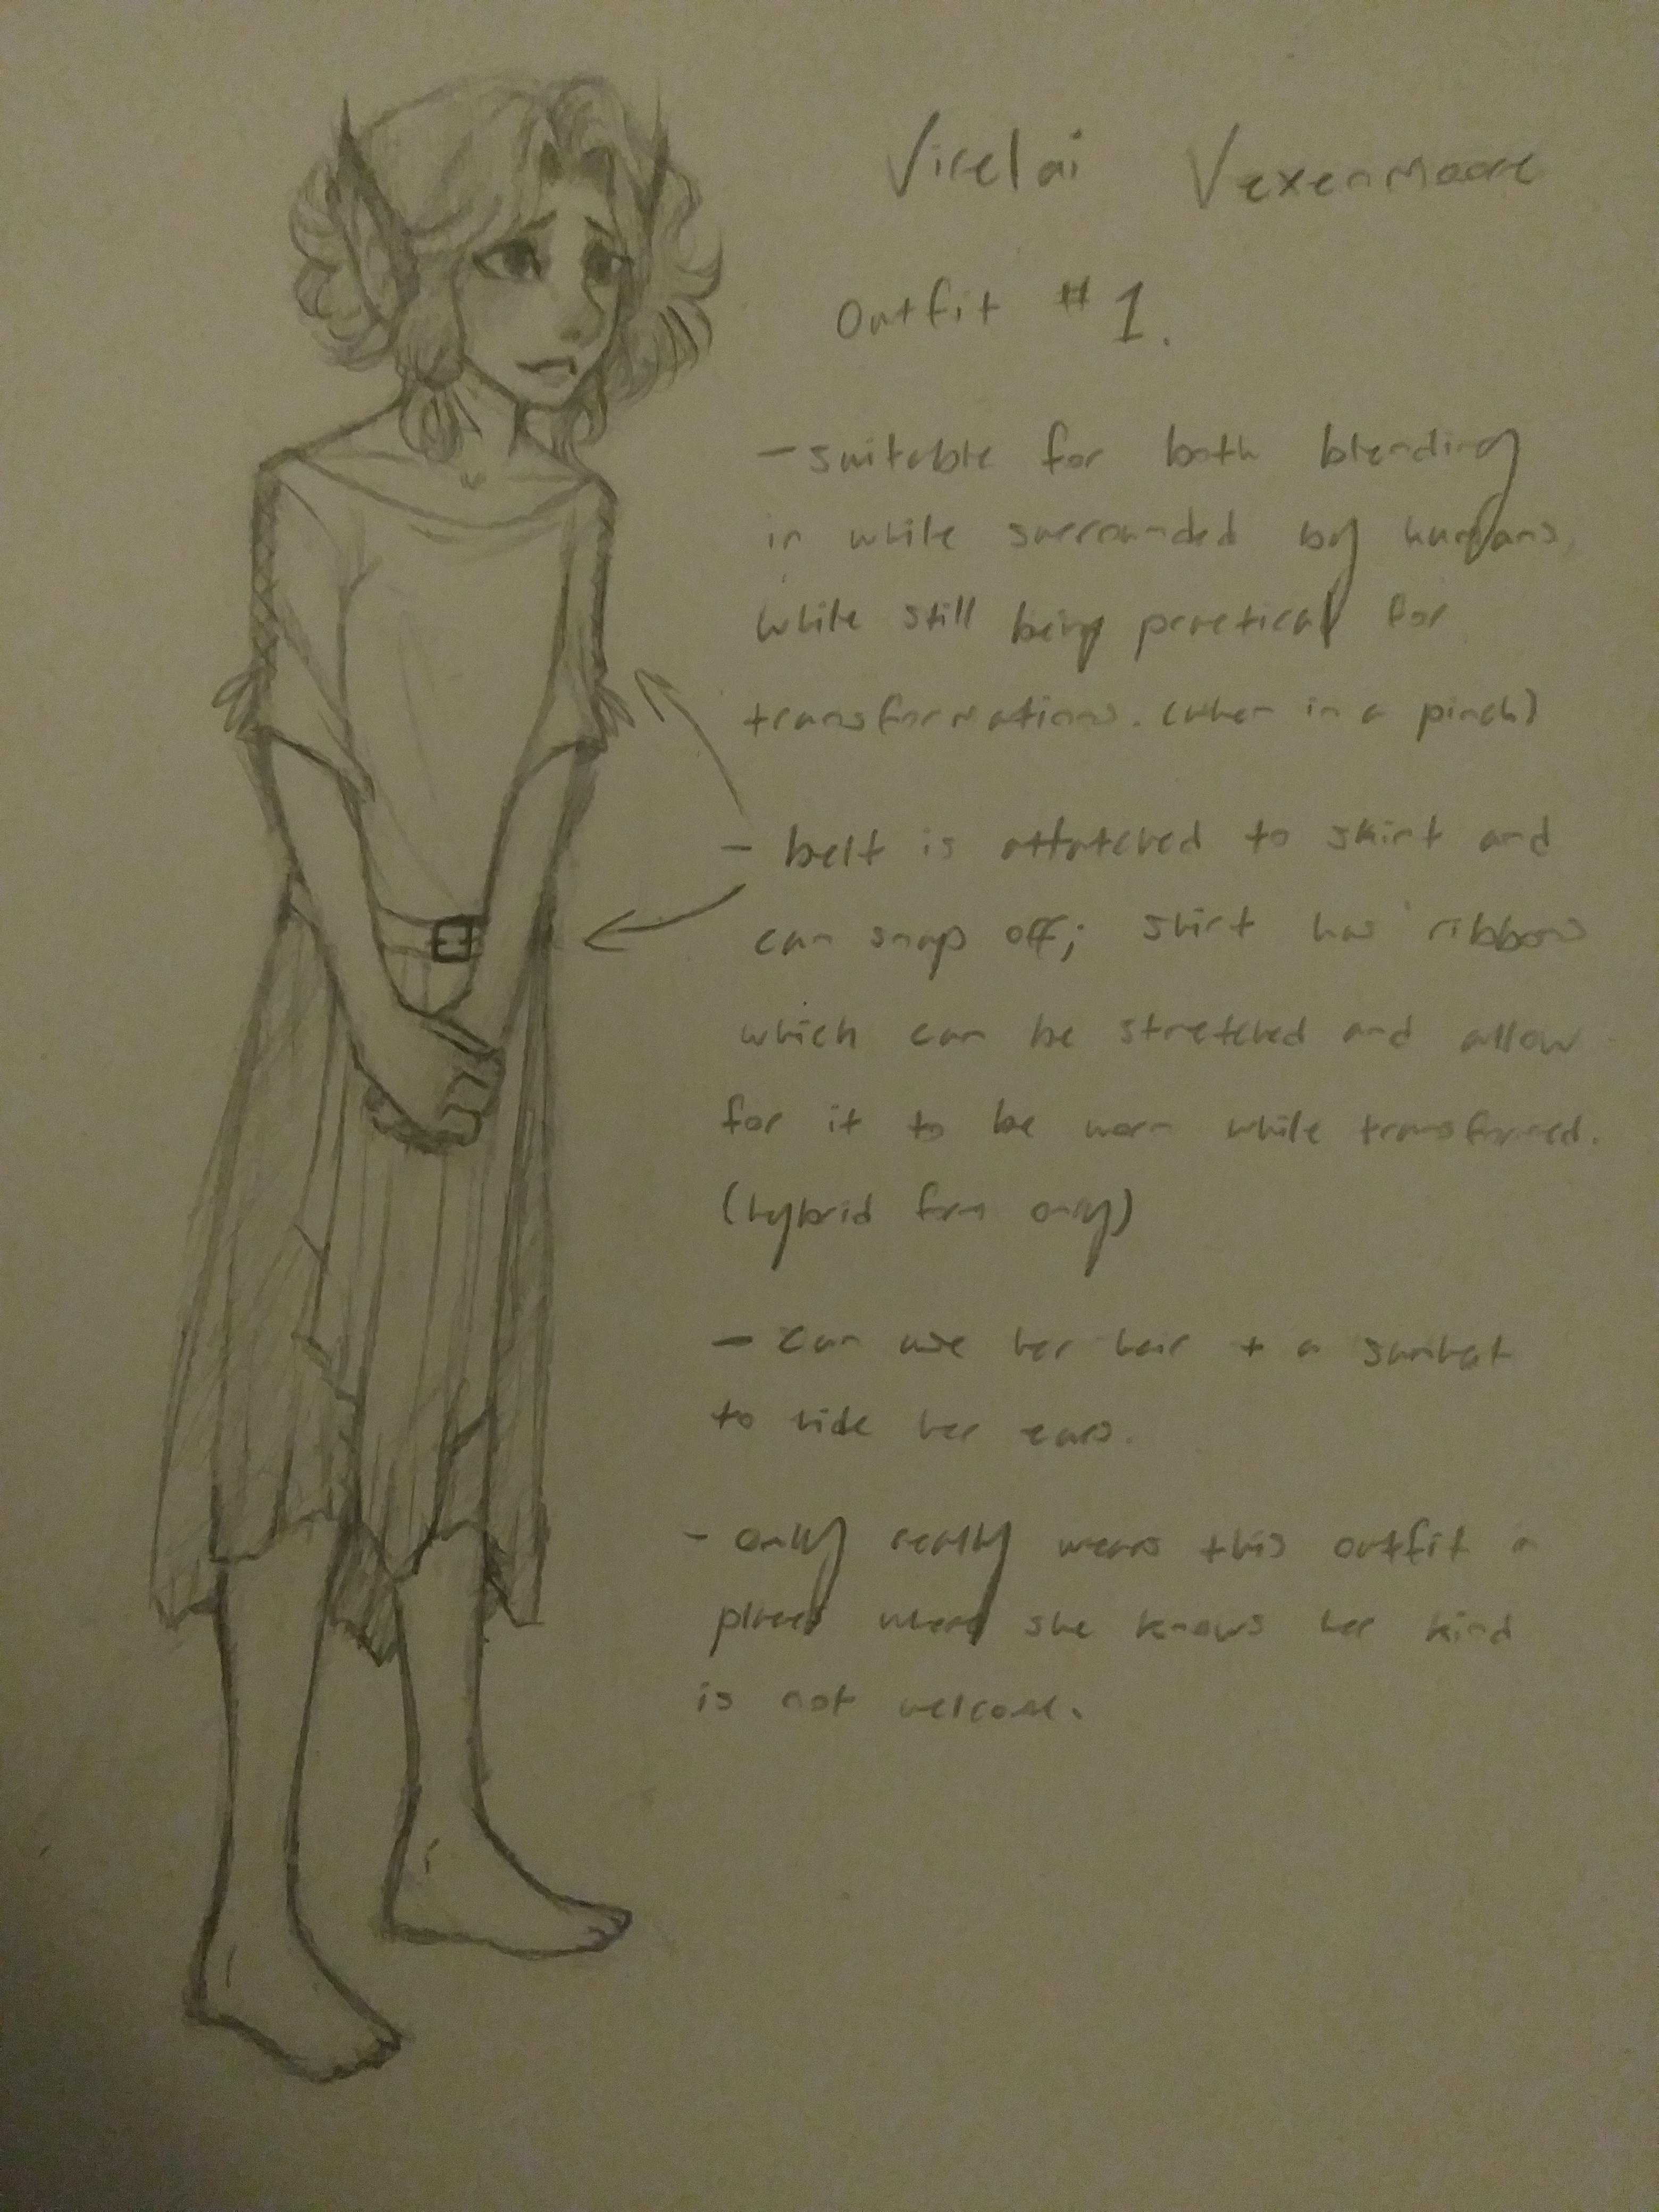 Virelai Vexenmoore
Outfit #1.
- suitable for both blending
in while surrounded by humans,
while still being practical for
transformations. (when in a pinch)
- belt is attatched to skirt and
can snap off; shirt has ribbons
which can be stretched and allow
for it to be worn while transformed.
(hybrid form only)
- can use her hair + a sunhat
to hide her ears.
- only really wears this outfit in
places where she knows her kind
is not welcome.